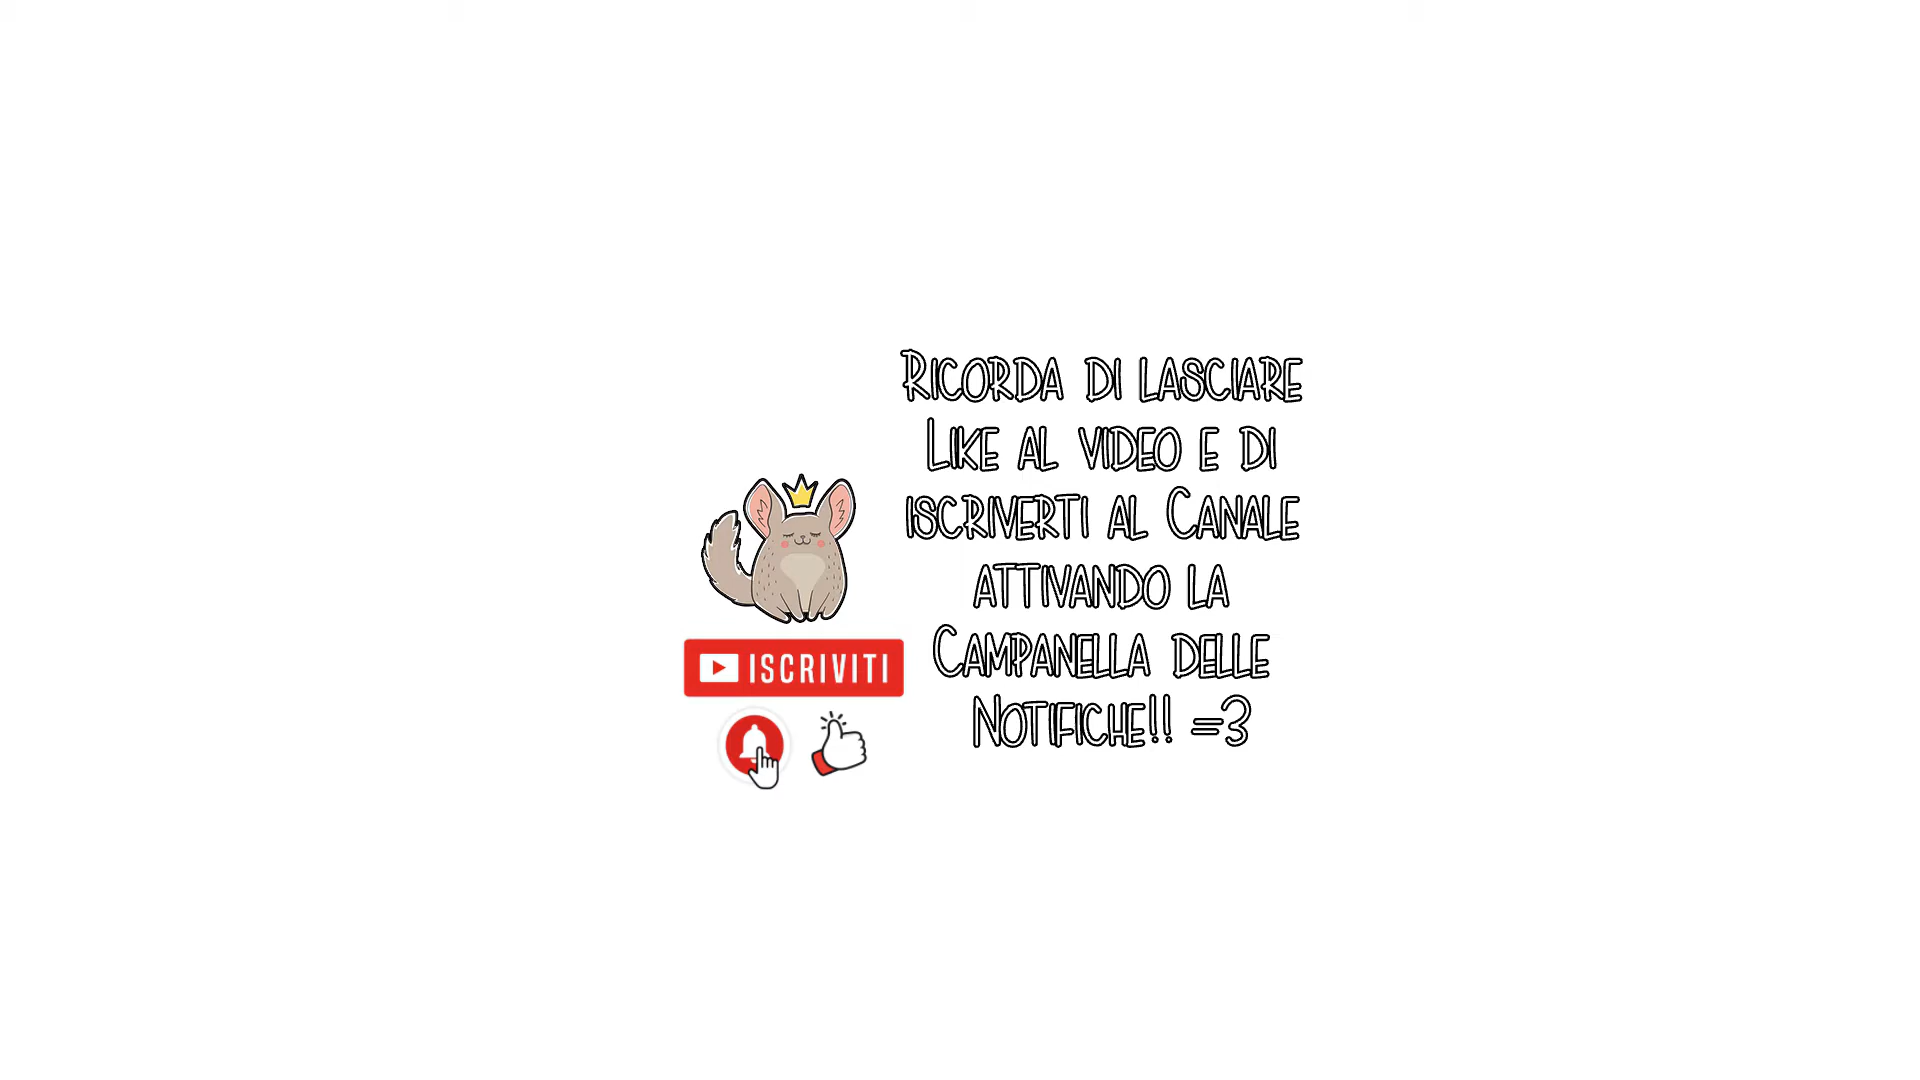 Ricorda di lasciare
Like al video e di
iscriverti al Canale
attivando la
Campanella delle
Notifiche!! =3
ISCRIVITI